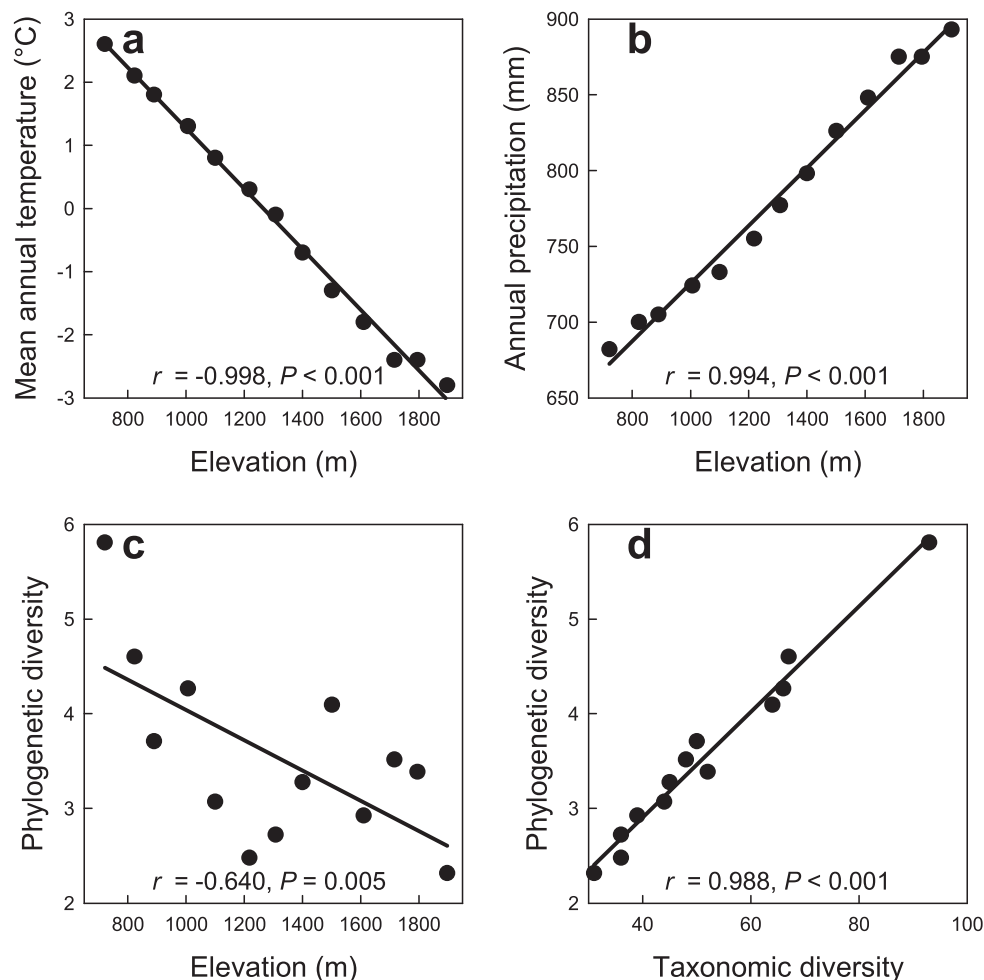 a
Mean annual temperature (°C)
3
2
1
0
-1
-2
-3
r = -0.998, P < 0.001
800 1000 1200 1400 1600 1800
Elevation (m)
b
Annual precipitation (mm)
900
850
800
750
700
650
r = 0.994, P < 0.001
800 1000 1200 1400 1600 1800
Elevation (m)
c
Phylogenetic diversity
6
5
4
3
2
r = -0.640, P = 0.005
800 1000 1200 1400 1600 1800
Elevation (m)
d
Phylogenetic diversity
6
5
4
3
2
r = 0.988, P < 0.001
40 60 80 100
Taxonomic diversity